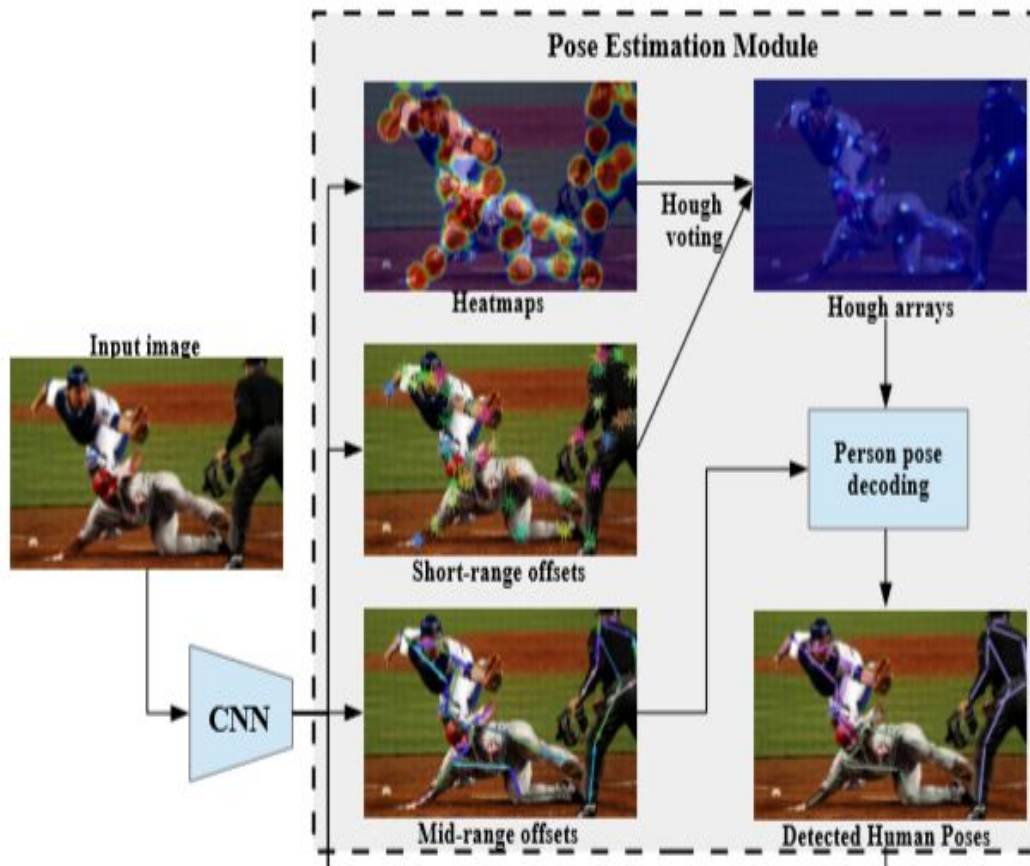 Pose Estimation Module
Heatmaps
Hough
voting
Hough arrays
Input image
Short-range offsets
Person pose
decoding
CNN
Mid-range offsets
Detected Human Poses